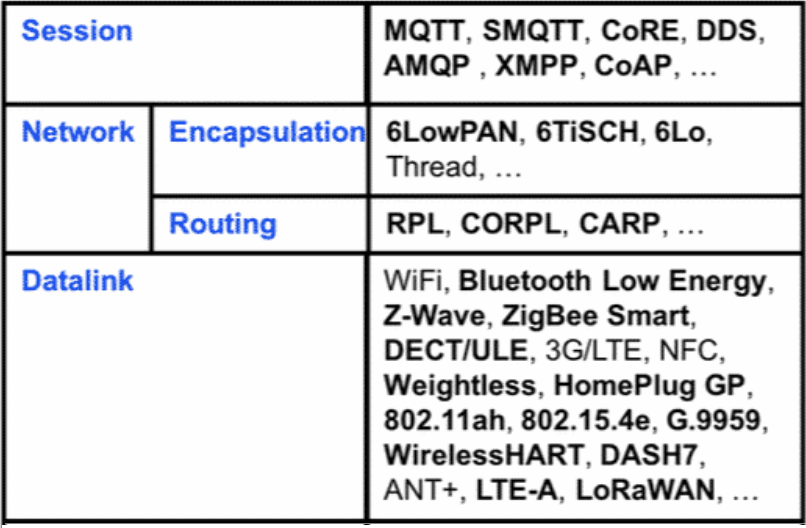 Session
MQTT, SMQTT, CoRE, DDS,
AMQP , XMPP, CoAP, …
Network
Encapsulation
6LowPAN, 6TiSCH, 6Lo,
Thread, …
Routing
RPL, CORPL, CARP, …
Datalink
WiFi, Bluetooth Low Energy,
Z-Wave, ZigBee Smart,
DECT/ULE, 3G/LTE, NFC,
Weightless, HomePlug GP,
802.11ah, 802.15.4e, G.9959,
WirelessHART, DASH7,
ANT+, LTE-A, LoRaWAN, …